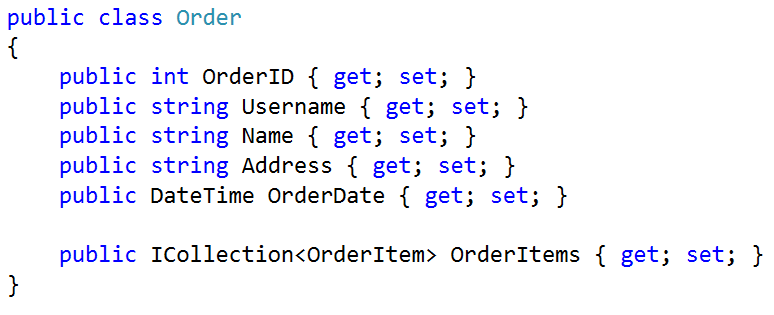 public class Order
{
    public int OrderID { get; set; }
    public string Username { get; set; }
    public string Name { get; set; }
    public string Address { get; set; }
    public DateTime OrderDate { get; set; }

    public ICollection<OrderItem> OrderItems { get; set; }
}